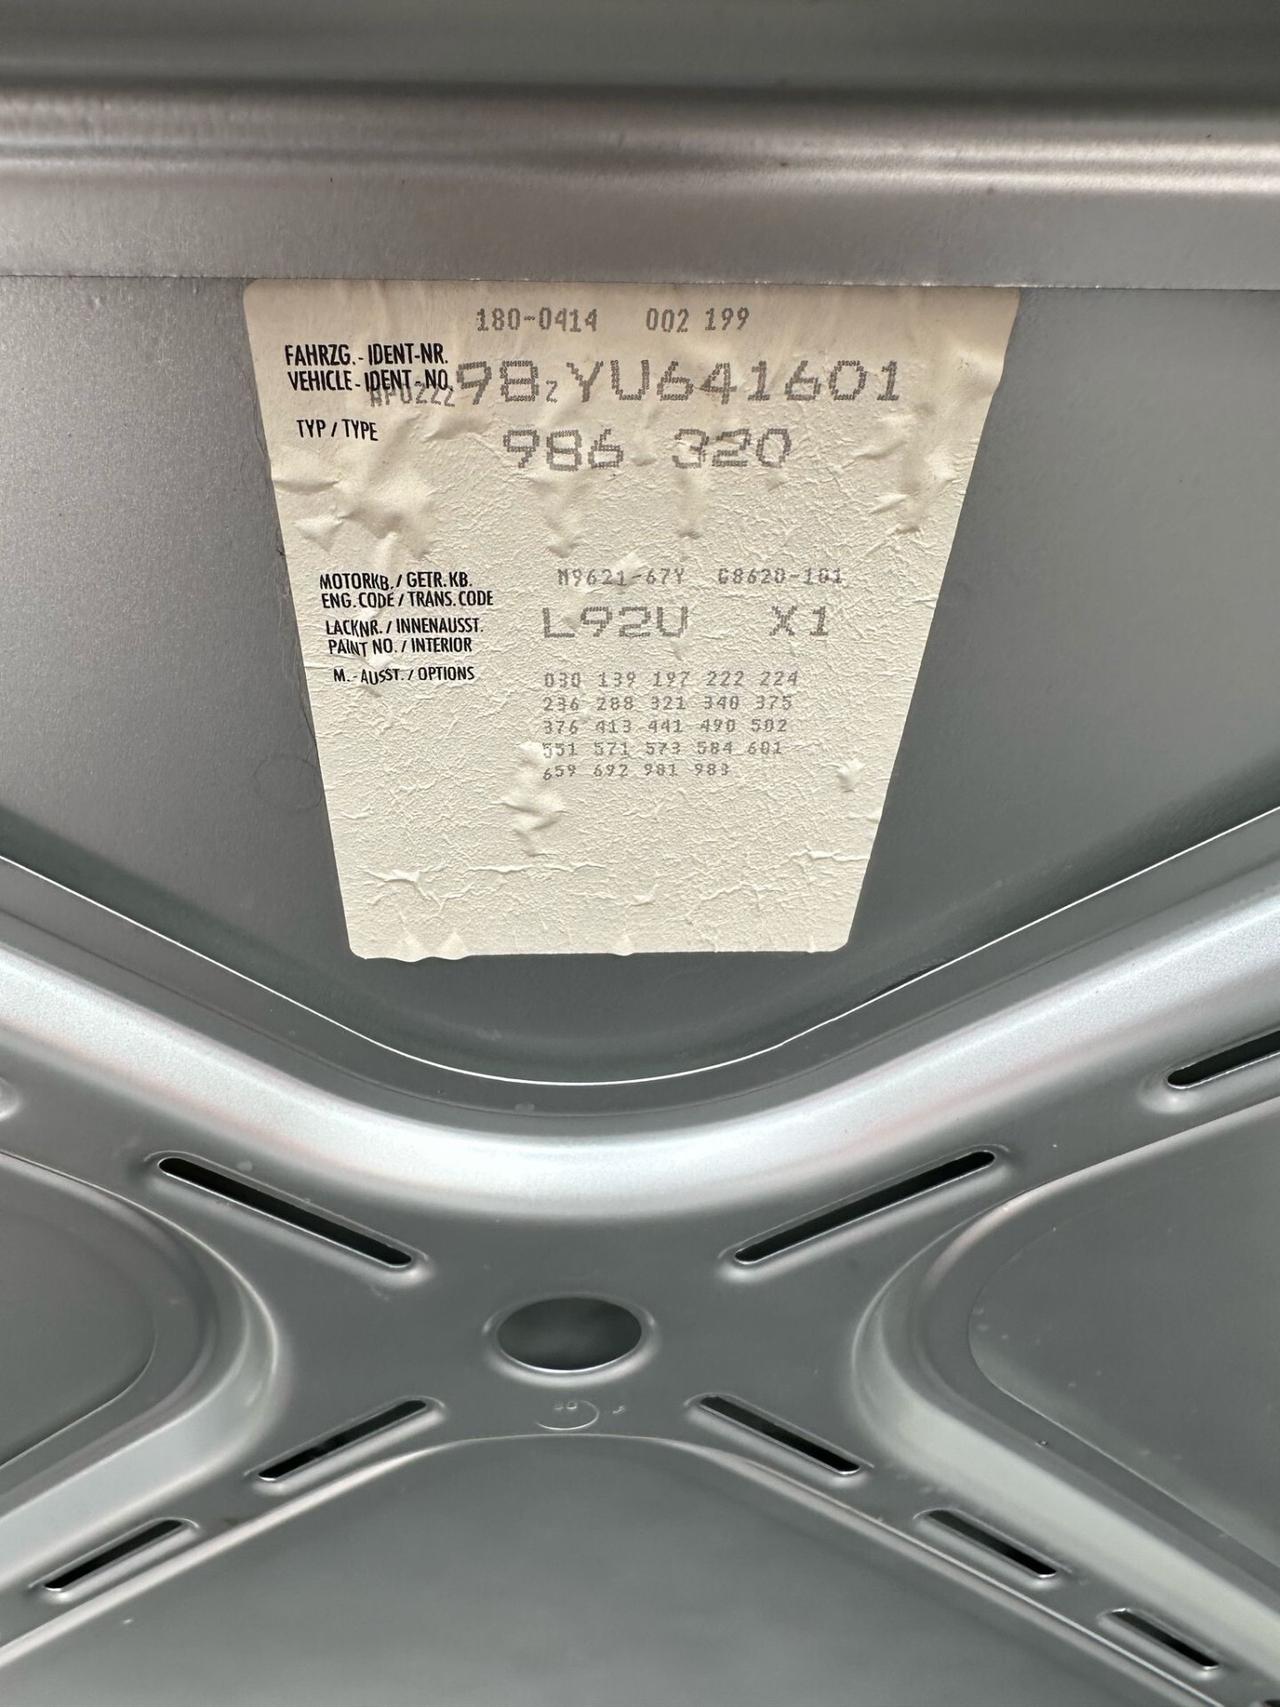 180-0414 002 199
FAHRZG.-IDENT-NR.
VEHICLE-IDENT-NO. WP0ZZZ98ZYU641601
TYP / TYPE 986 320
MOTORKB. / GETR.KB. M9621-67Y G8620-101
ENG.CODE / TRANS.CODE
LACKNR. / INNENAUSST. L92U X1
PAINT NO. / INTERIOR
M.-AUSST. / OPTIONS 030 139 197 222 224
236 288 321 340 375
376 413 441 490 502
551 571 573 584 601
659 692 981 983